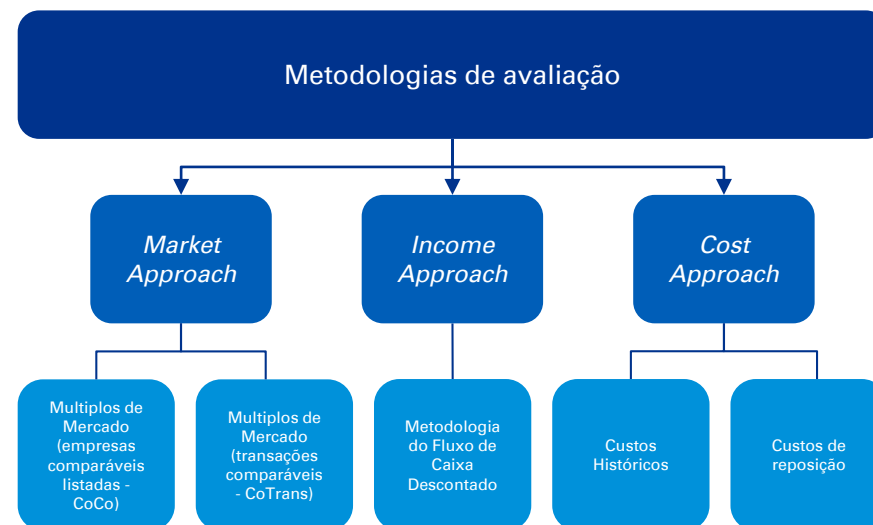 Metodologias de avaliação
Market
Approach
Income
Approach
Cost
Approach
Multiplos de
Mercado
(empresas
comparáveis
listadas -
CoCo)
Multiplos de
Mercado
(transações
comparáveis
- CoTrans)
Metodologia
do Fluxo de
Caixa
Descontado
Custos
Históricos
Custos de
reposição